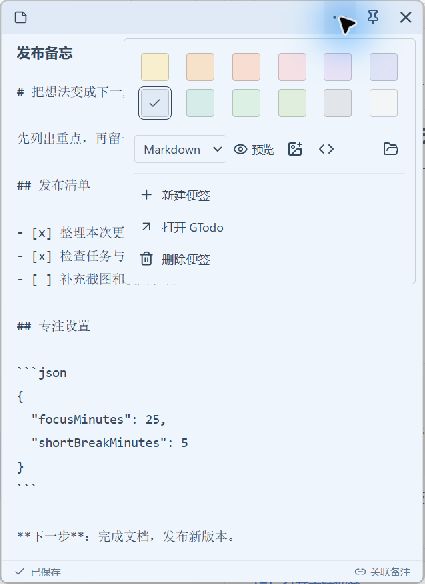 发布备忘
# 把想法变成下一
先列出重点，再留
Markdown
预览
新建便签
打开 GTodo
删除便签
## 发布清单
- [x] 整理本次更
- [x] 检查任务与
- [ ] 补充截图和
## 专注设置
```json
{
"focusMinutes": 25,
"shortBreakMinutes": 5
}
```
**下一步**：完成文档，发布新版本。
已保存
关联备注